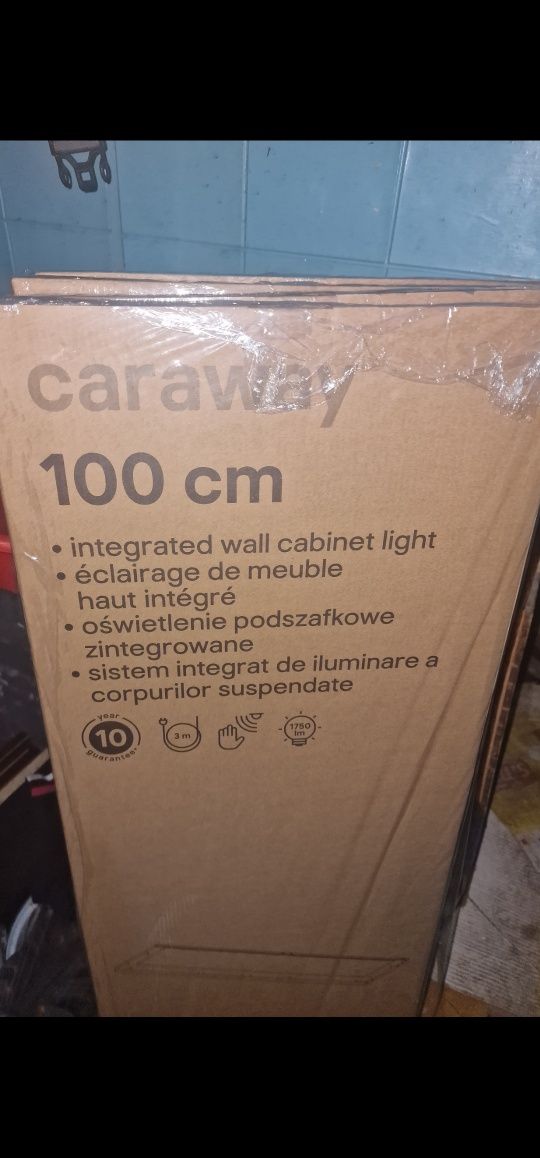 caraway
100 cm
• integrated wall cabinet light
• éclairage de meuble
haut intégré
• oświetlenie podszafkowe
zintegrowane
• sistem integrat de iluminare a
corpurilor suspendate
year
10
guarantee*
3 m
1750
lm